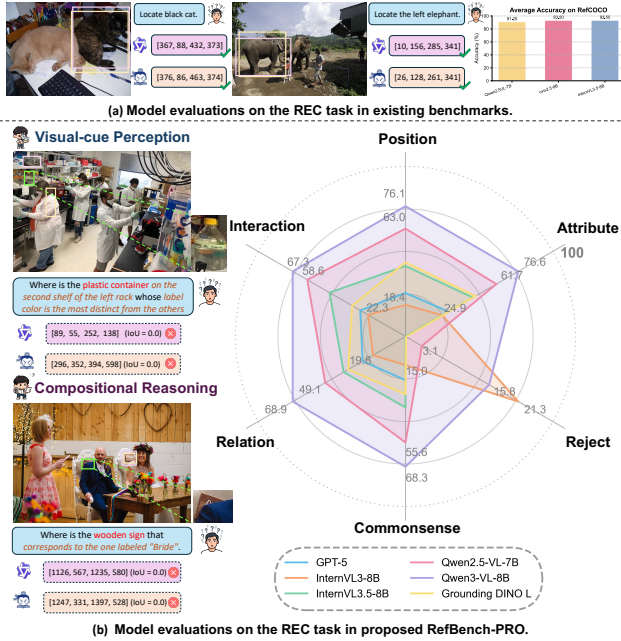 Locate black cat.
[367, 88, 432, 373]
[376, 86, 463, 374]
Locate the left elephant.
[10, 156, 285, 341]
[26, 128, 261, 341]
Average Accuracy on RefCOCO
Accuracy (%)
100
80
60
40
20
0
(a) Model evaluations on the REC task in existing benchmarks.
Visual-cue Perception
Where is the plastic container on the
second shelf of the left rack whose label
color is the most distinct from the others
[89, 55, 252, 138] (IoU = 0.0)
[296, 352, 394, 598] (IoU = 0.0)
Compositional Reasoning
Where is the wooden sign that
corresponds to the one labeled "Bride".
[1126, 567, 1235, 580] (IoU = 0.0)
[1247, 331, 1397, 528] (IoU = 0.0)
Position
76.1
63.0
18.4
Attribute
100
76.6
61.7
24.9
Interaction
67.3
58.6
22.3
3.1
15.8
21.3
Reject
19.8
49.1
68.9
Relation
15.0
55.6
68.3
Commonsense
GPT-5
InternVL3-8B
InternVL3.5-8B
Qwen2.5-VL-7B
Qwen3-VL-8B
Grounding DINO L
(b) Model evaluations on the REC task in proposed RefBench-PRO.